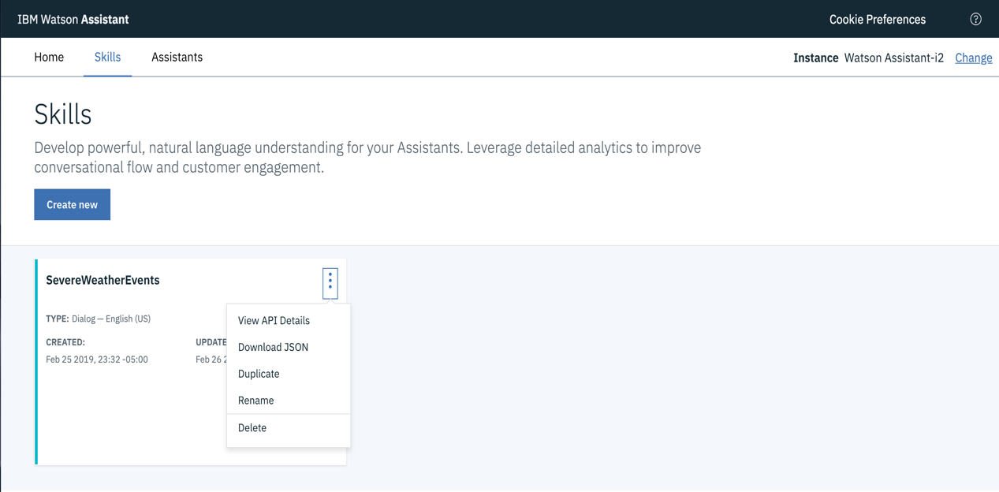 IBM Watson Assistant Cookie Preferences ?
Home Skills Assistants Instance Watson Assistant-i2 Change
Skills
Develop powerful, natural language understanding for your Assistants. Leverage detailed analytics to improve
conversational flow and customer engagement.
Create new
SevereWeatherEvents
TYPE: Dialog — English (US)
CREATED: UPDATE
Feb 25 2019, 23:32 -05:00 Feb 26 2
View API Details
Download JSON
Duplicate
Rename
Delete